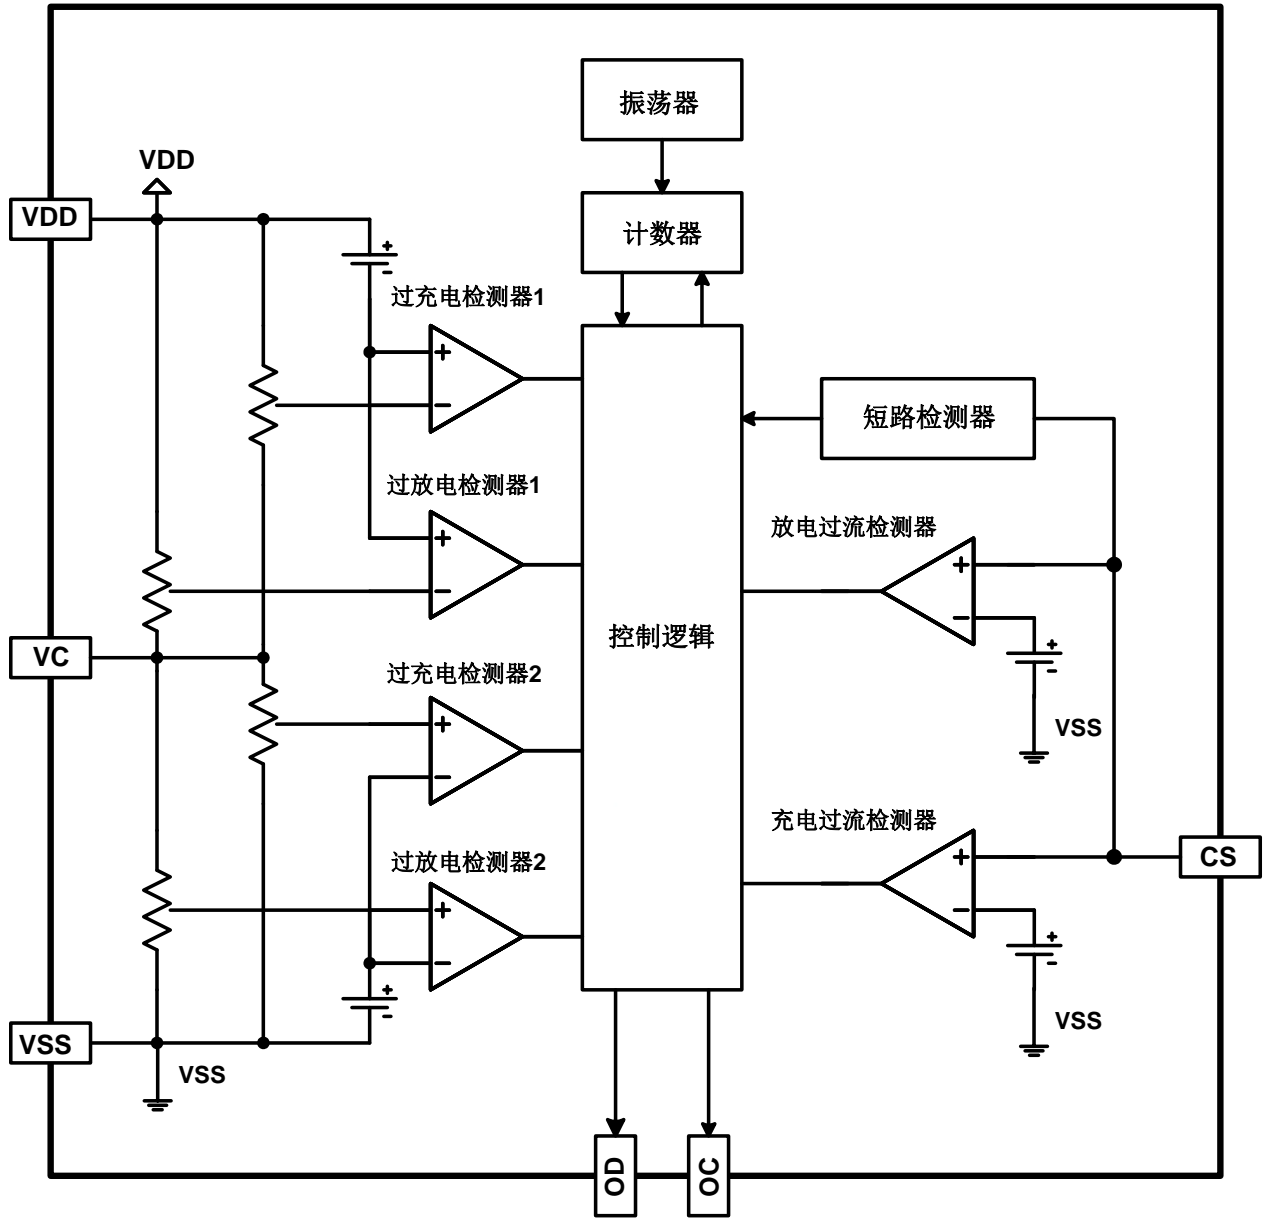 振荡器
VDD
VDD
计数器
过充电检测器1
短路检测器
过放电检测器1
放电过流检测器
控制逻辑
VC
过充电检测器2
VSS
充电过流检测器
CS
过放电检测器2
VSS
VSS
VSS
OD
OC